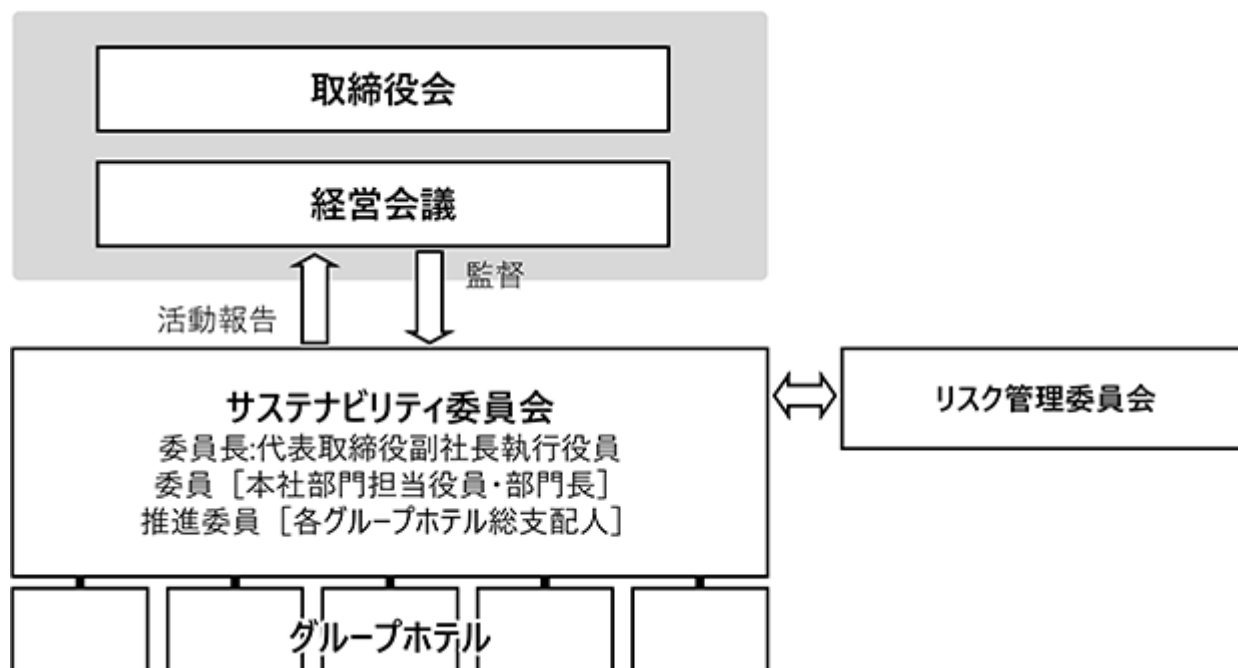 取締役会
経営会議
監督
活動報告
サステナビリティ委員会
委員長:代表取締役副社長執行役員
委員［本社部門担当役員・部門長］
推進委員［各グループホテル総支配人］
リスク管理委員会
グループホテル